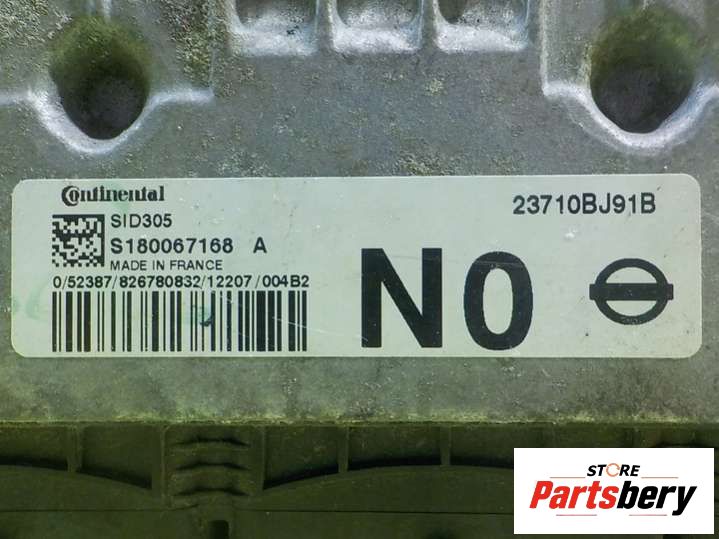 Continental
23710BJ91B
SID305
S180067168 A
MADE IN FRANCE
0/52387/826780832/12207/004B2
N0
STORE
Partsbery